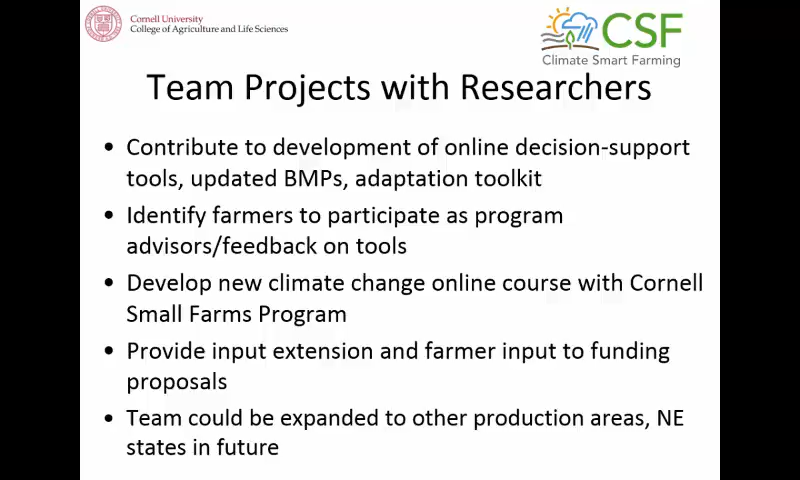 Cornell University
College of Agriculture and Life Sciences
CSF
Climate Smart Farming
Team Projects with Researchers
• Contribute to development of online decision-support
tools, updated BMPs, adaptation toolkit
• Identify farmers to participate as program
advisors/feedback on tools
• Develop new climate change online course with Cornell
Small Farms Program
• Provide input extension and farmer input to funding
proposals
• Team could be expanded to other production areas, NE
states in future